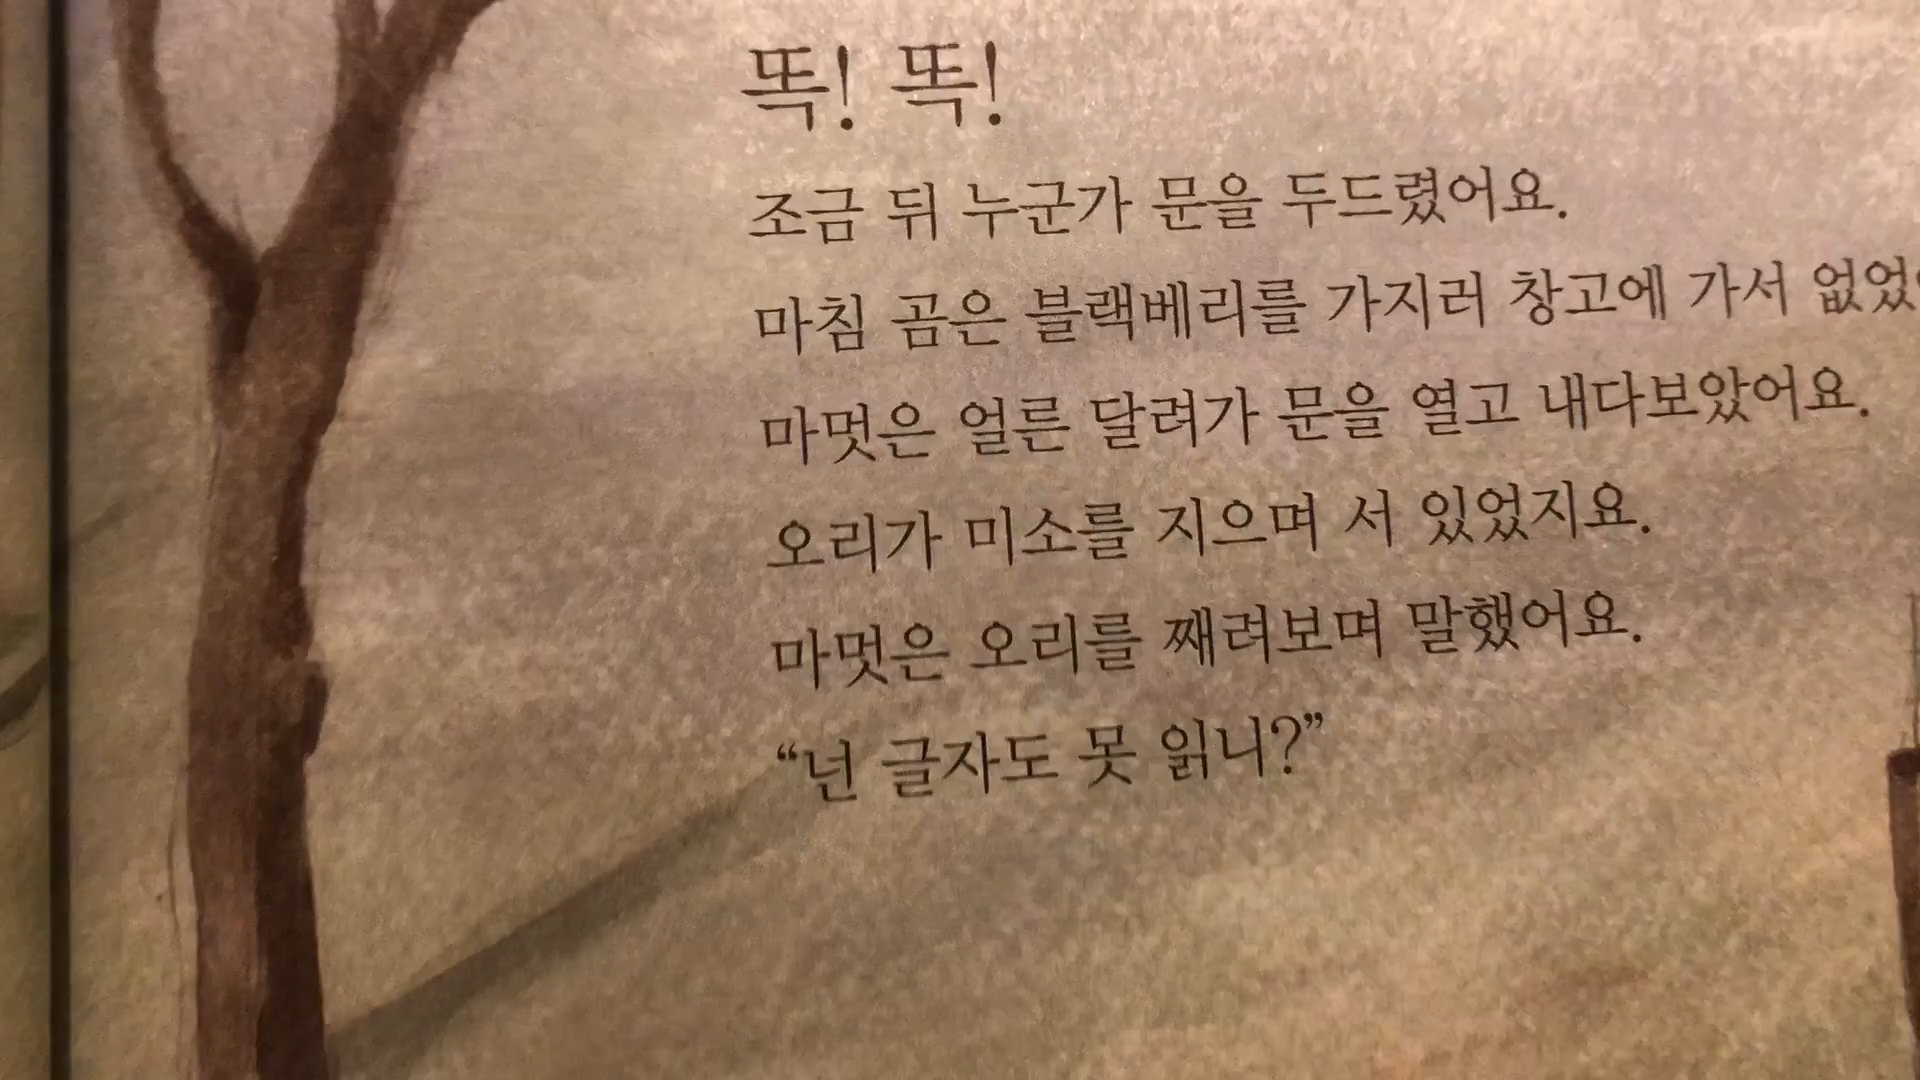 똑! 똑!
조금 뒤 누군가 문을 두드렸어요.
마침 곰은 블랙베리를 가지러 창고에 가서
마멋은 얼른 달려가 문을 열고 내다보았어요.
오리가 미소를 지으며 서 있었지요.
마멋은 오리를 째려보며 말했어요.
“넌 글자도 못 읽니?”